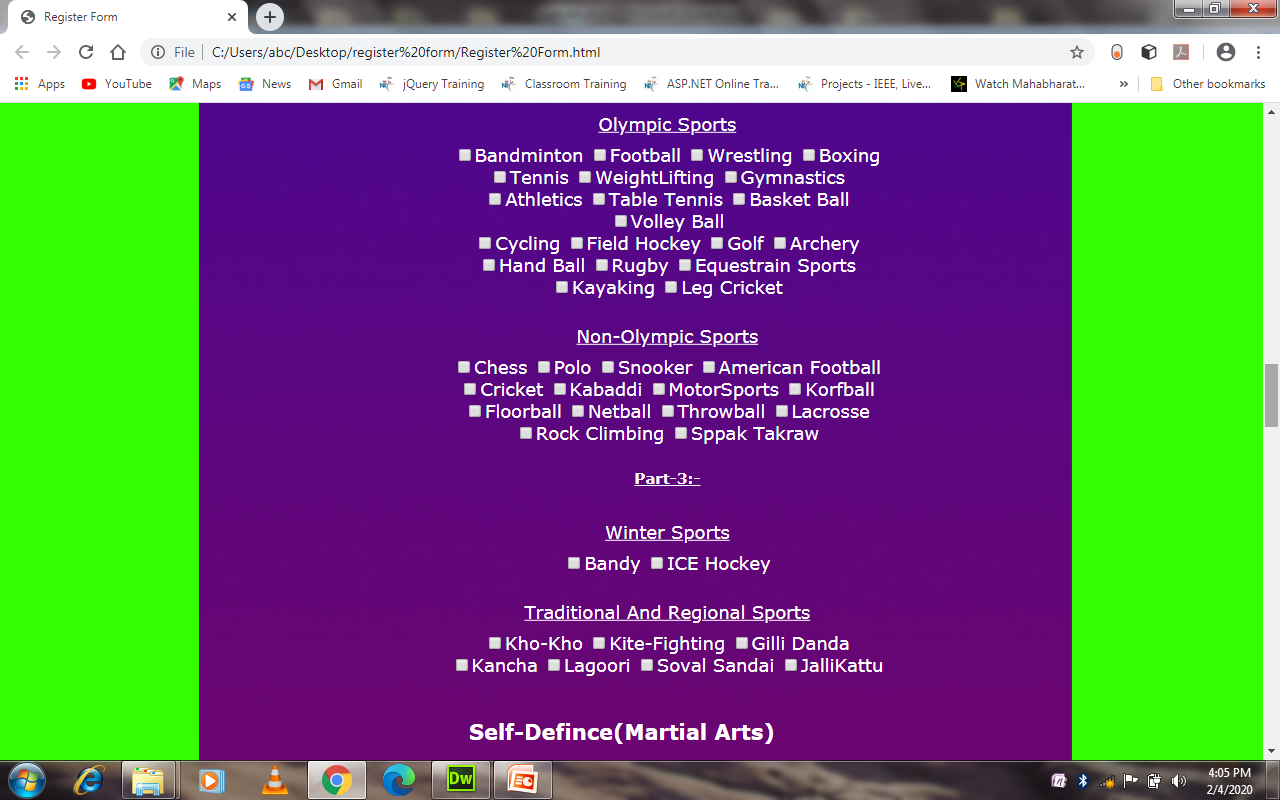 Register Form
File C:/Users/abc/Desktop/register%20form/Register%20Form.html
Apps YouTube Maps News Gmail jQuery Training Classroom Training ASP.NET Online Tra... Projects - IEEE, Live... Watch Mahabharat... » Other bookmarks
Olympic Sports
Bandminton Football Wrestling Boxing
Tennis WeightLifting Gymnastics
Athletics Table Tennis Basket Ball
Volley Ball
Cycling Field Hockey Golf Archery
Hand Ball Rugby Equestrain Sports
Kayaking Leg Cricket
Non-Olympic Sports
Chess Polo Snooker American Football
Cricket Kabaddi MotorSports Korfball
Floorball Netball Throwball Lacrosse
Rock Climbing Sppak Takraw
Part-3:-
Winter Sports
Bandy ICE Hockey
Traditional And Regional Sports
Kho-Kho Kite-Fighting Gilli Danda
Kancha Lagoori Soval Sandai JalliKattu
Self-Defince(Martial Arts)
Dw
4:05 PM
2/4/2020